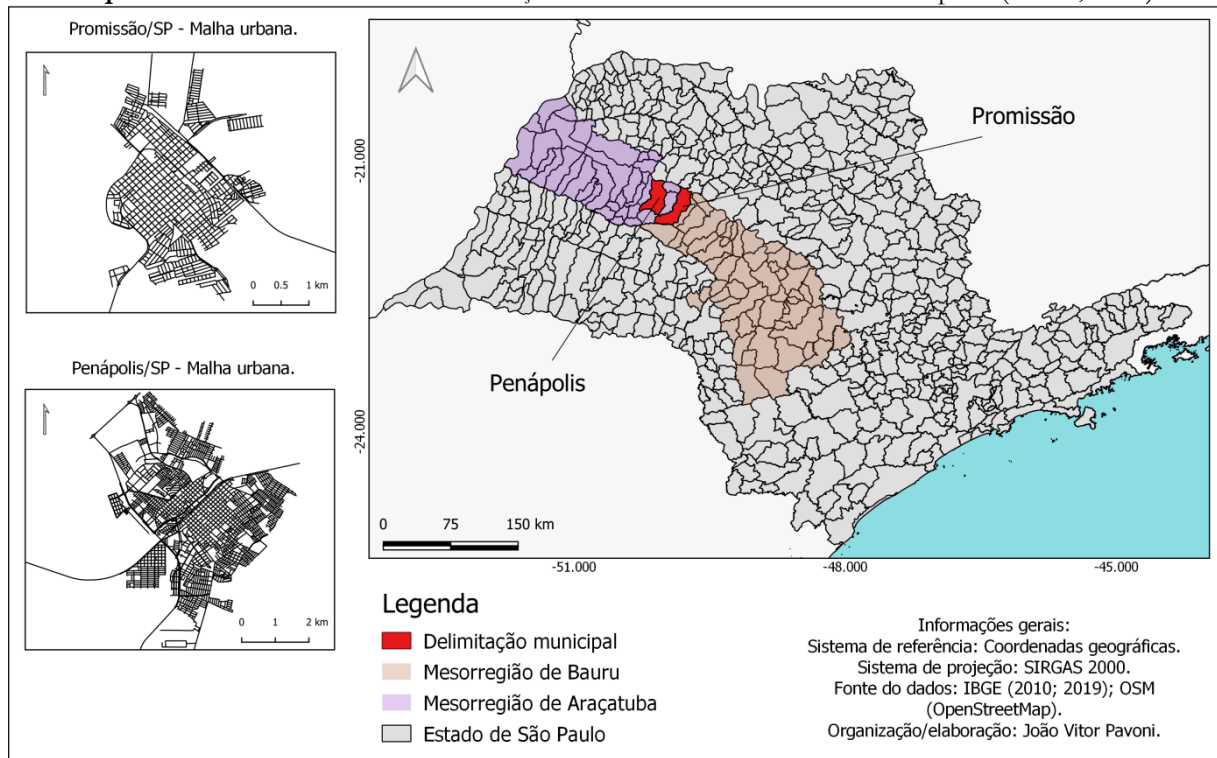 Promissão/SP - Malha urbana.
0 0.5 1 km
Penápolis/SP - Malha urbana.
0 1 2 km
Promissão
Penápolis
-21.000
-24.000
0 75 150 km
-51.000 -48.000 -45.000
Legenda
Delimitação municipal
Mesorregião de Bauru
Mesorregião de Araçatuba
Estado de São Paulo
Informações gerais:
Sistema de referência: Coordenadas geográficas.
Sistema de projeção: SIRGAS 2000.
Fonte do dados: IBGE (2010; 2019); OSM
(OpenStreetMap).
Organização/elaboração: João Vitor Pavoni.